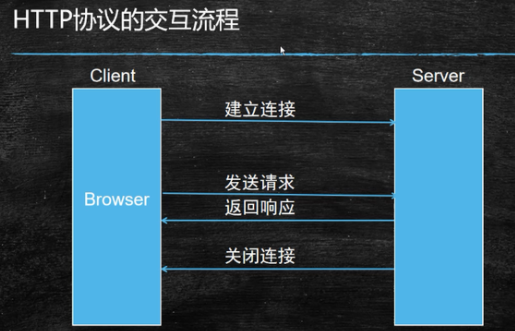 HTTP协议的交互流程
Client
Server
建立连接
Browser
发送请求
返回响应
关闭连接